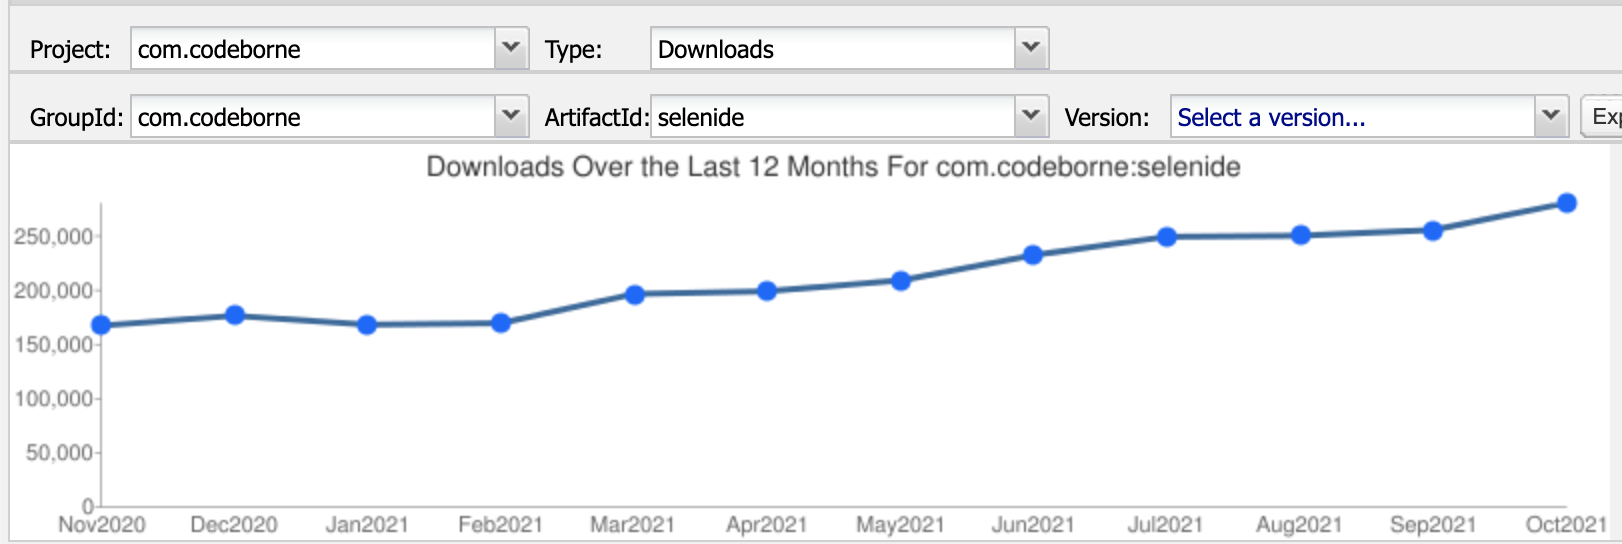 Project: com.codeborne Type: Downloads
GroupId: com.codeborne ArtifactId: selenide Version: Select a version... Exp
Downloads Over the Last 12 Months For com.codeborne:selenide
250,000
200,000
150,000
100,000
50,000
0
Nov2020 Dec2020 Jan2021 Feb2021 Mar2021 Apr2021 May2021 Jun2021 Jul2021 Aug2021 Sep2021 Oct2021